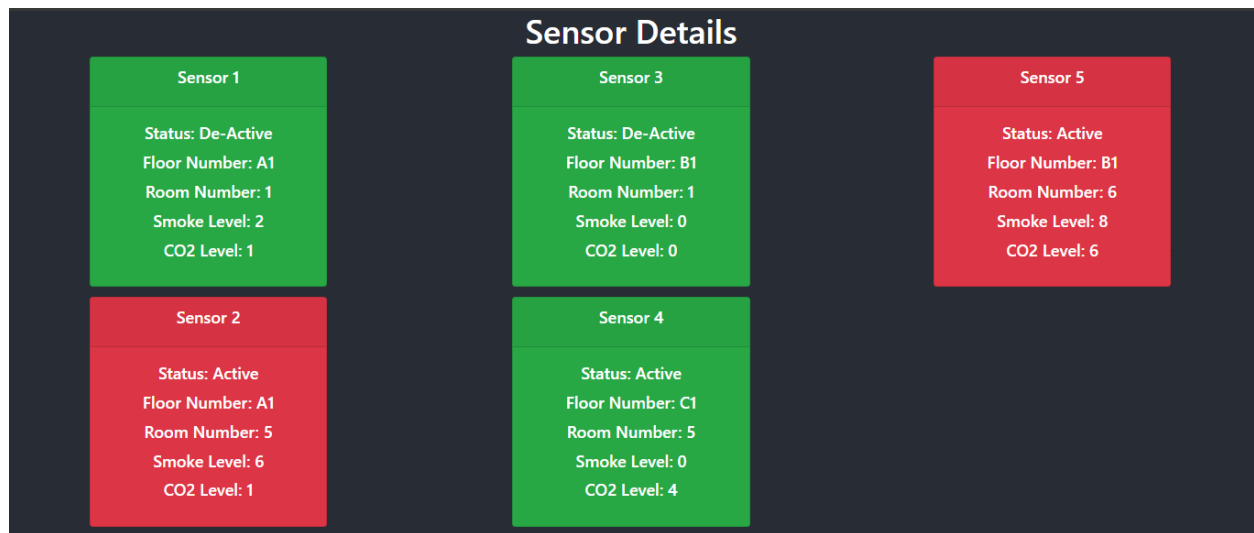 Sensor Details
Sensor 1
Status: De-Active
Floor Number: A1
Room Number: 1
Smoke Level: 2
CO2 Level: 1
Sensor 2
Status: Active
Floor Number: A1
Room Number: 5
Smoke Level: 6
CO2 Level: 1
Sensor 3
Status: De-Active
Floor Number: B1
Room Number: 1
Smoke Level: 0
CO2 Level: 0
Sensor 4
Status: Active
Floor Number: C1
Room Number: 5
Smoke Level: 0
CO2 Level: 4
Sensor 5
Status: Active
Floor Number: B1
Room Number: 6
Smoke Level: 8
CO2 Level: 6